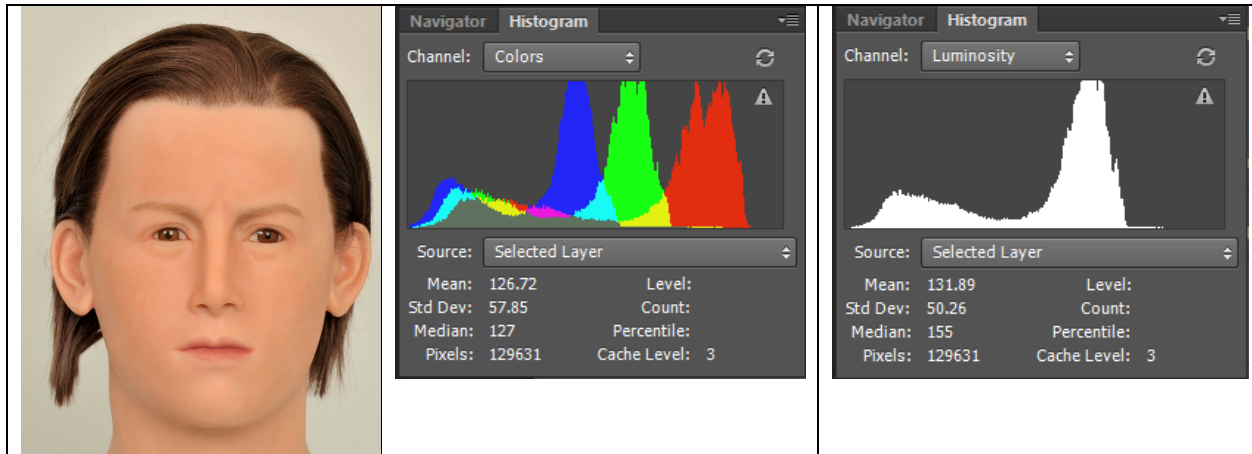 Navigator Histogram
Channel: Colors
Source: Selected Layer
Mean: 126.72 Level:
Std Dev: 57.85 Count:
Median: 127 Percentile:
Pixels: 129631 Cache Level: 3
Navigator Histogram
Channel: Luminosity
Source: Selected Layer
Mean: 131.89 Level:
Std Dev: 50.26 Count:
Median: 155 Percentile:
Pixels: 129631 Cache Level: 3